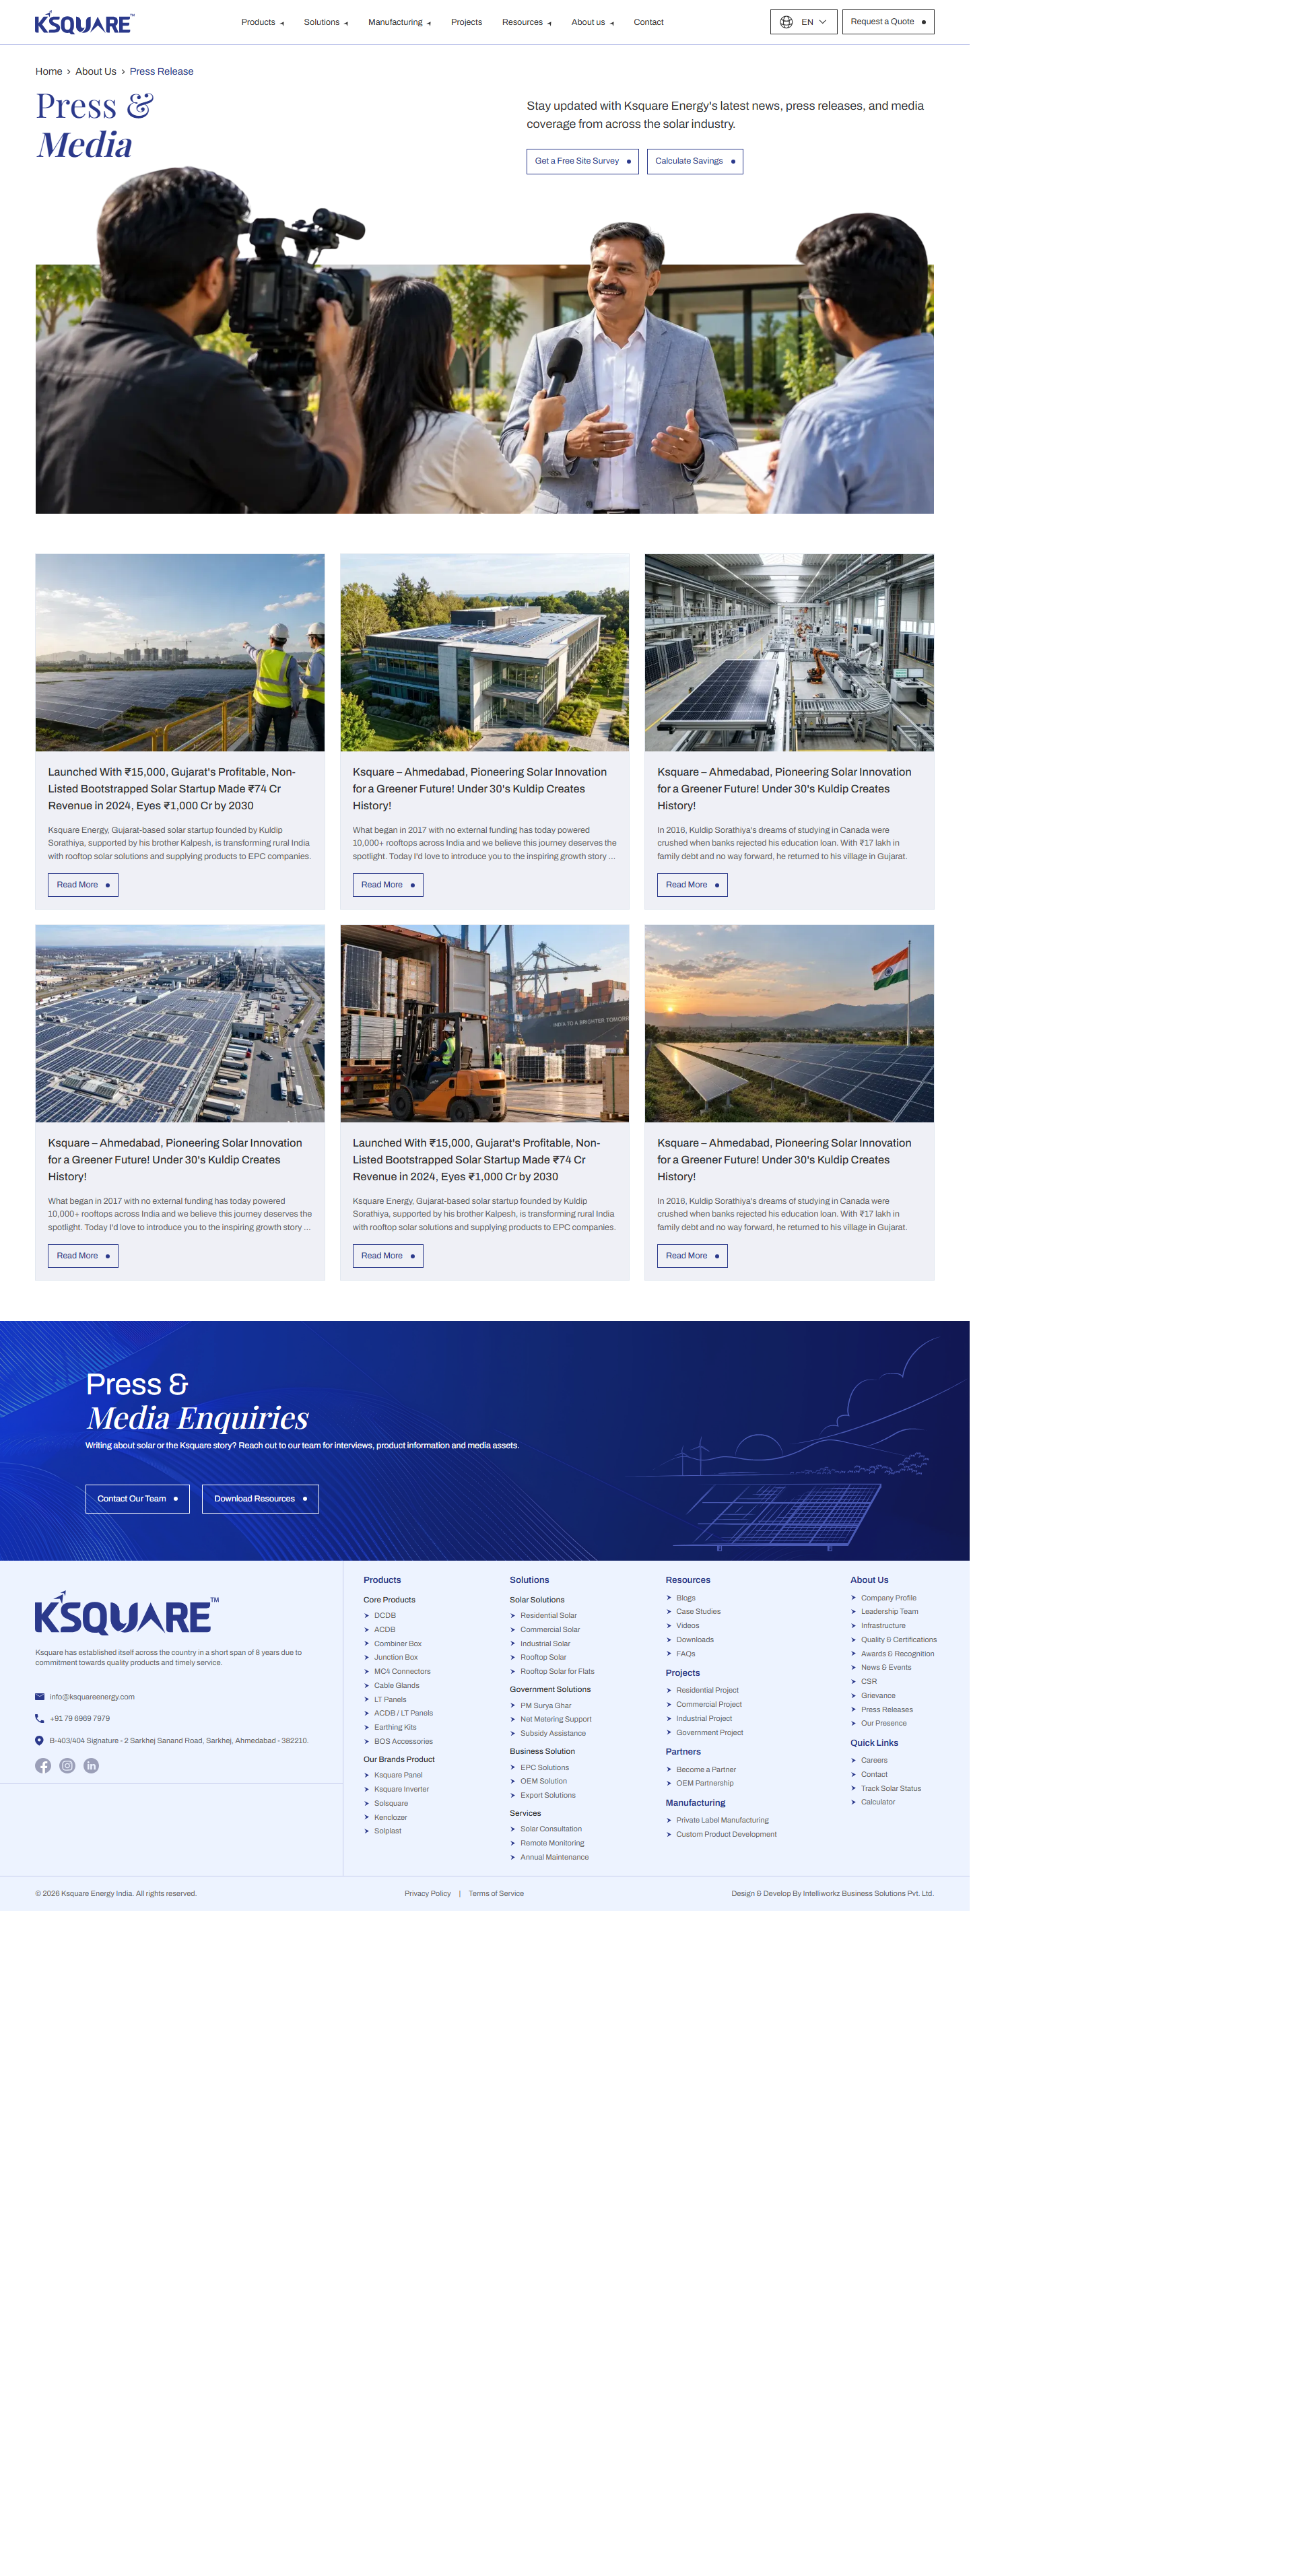 KSQUARE™
Products
Solutions
Manufacturing
Projects
Resources
About us
Contact
EN
Request a Quote
Home › About Us › Press Release
Press &
Media
Stay updated with Ksquare Energy's latest news, press releases, and media
coverage from across the solar industry.
Get a Free Site Survey
Calculate Savings
Launched With ₹15,000, Gujarat's Profitable, Non-
Listed Bootstrapped Solar Startup Made ₹74 Cr
Revenue in 2024, Eyes ₹1,000 Cr by 2030
Ksquare Energy, Gujarat-based solar startup founded by Kuldip
Sorathiya, supported by his brother Kalpesh, is transforming rural India
with rooftop solar solutions and supplying products to EPC companies.
Read More
Ksquare – Ahmedabad, Pioneering Solar Innovation
for a Greener Future! Under 30's Kuldip Creates
History!
What began in 2017 with no external funding has today powered
10,000+ rooftops across India and we believe this journey deserves the
spotlight. Today I'd love to introduce you to the inspiring growth story ...
Read More
Ksquare – Ahmedabad, Pioneering Solar Innovation
for a Greener Future! Under 30's Kuldip Creates
History!
In 2016, Kuldip Sorathiya's dreams of studying in Canada were
crushed when banks rejected his education loan. With ₹17 lakh in
family debt and no way forward, he returned to his village in Gujarat.
Read More
INDIA TO A BRIGHTER TOMORR
Ksquare – Ahmedabad, Pioneering Solar Innovation
for a Greener Future! Under 30's Kuldip Creates
History!
What began in 2017 with no external funding has today powered
10,000+ rooftops across India and we believe this journey deserves the
spotlight. Today I'd love to introduce you to the inspiring growth story ...
Read More
Launched With ₹15,000, Gujarat's Profitable, Non-
Listed Bootstrapped Solar Startup Made ₹74 Cr
Revenue in 2024, Eyes ₹1,000 Cr by 2030
Ksquare Energy, Gujarat-based solar startup founded by Kuldip
Sorathiya, supported by his brother Kalpesh, is transforming rural India
with rooftop solar solutions and supplying products to EPC companies.
Read More
Ksquare – Ahmedabad, Pioneering Solar Innovation
for a Greener Future! Under 30's Kuldip Creates
History!
In 2016, Kuldip Sorathiya's dreams of studying in Canada were
crushed when banks rejected his education loan. With ₹17 lakh in
family debt and no way forward, he returned to his village in Gujarat.
Read More
Press &
Media Enquiries
Writing about solar or the Ksquare story? Reach out to our team for interviews, product information and media assets.
Contact Our Team
Download Resources
KSQUARE™
Ksquare has established itself across the country in a short span of 8 years due to
commitment towards quality products and timely service.
info@ksquareenergy.com
+91 79 6969 7979
B-403/404 Signature - 2 Sarkhej Sanand Road, Sarkhej, Ahmedabad - 382210.
Products
Core Products
DCDB
ACDB
Combiner Box
Junction Box
MC4 Connectors
Cable Glands
LT Panels
ACDB / LT Panels
Earthing Kits
BOS Accessories
Our Brands Product
Ksquare Panel
Ksquare Inverter
Solsquare
Kenclozer
Solplast
Solutions
Solar Solutions
Residential Solar
Commercial Solar
Industrial Solar
Rooftop Solar
Rooftop Solar for Flats
Government Solutions
PM Surya Ghar
Net Metering Support
Subsidy Assistance
Business Solution
EPC Solutions
OEM Solution
Export Solutions
Services
Solar Consultation
Remote Monitoring
Annual Maintenance
Resources
Blogs
Case Studies
Videos
Downloads
FAQs
Projects
Residential Project
Commercial Project
Industrial Project
Government Project
Partners
Become a Partner
OEM Partnership
Manufacturing
Private Label Manufacturing
Custom Product Development
About Us
Company Profile
Leadership Team
Infrastructure
Quality & Certifications
Awards & Recognition
News & Events
CSR
Grievance
Press Releases
Our Presence
Quick Links
Careers
Contact
Track Solar Status
Calculator
© 2026 Ksquare Energy India. All rights reserved.
Privacy Policy | Terms of Service
Design & Develop By Intelliworkz Business Solutions Pvt. Ltd.